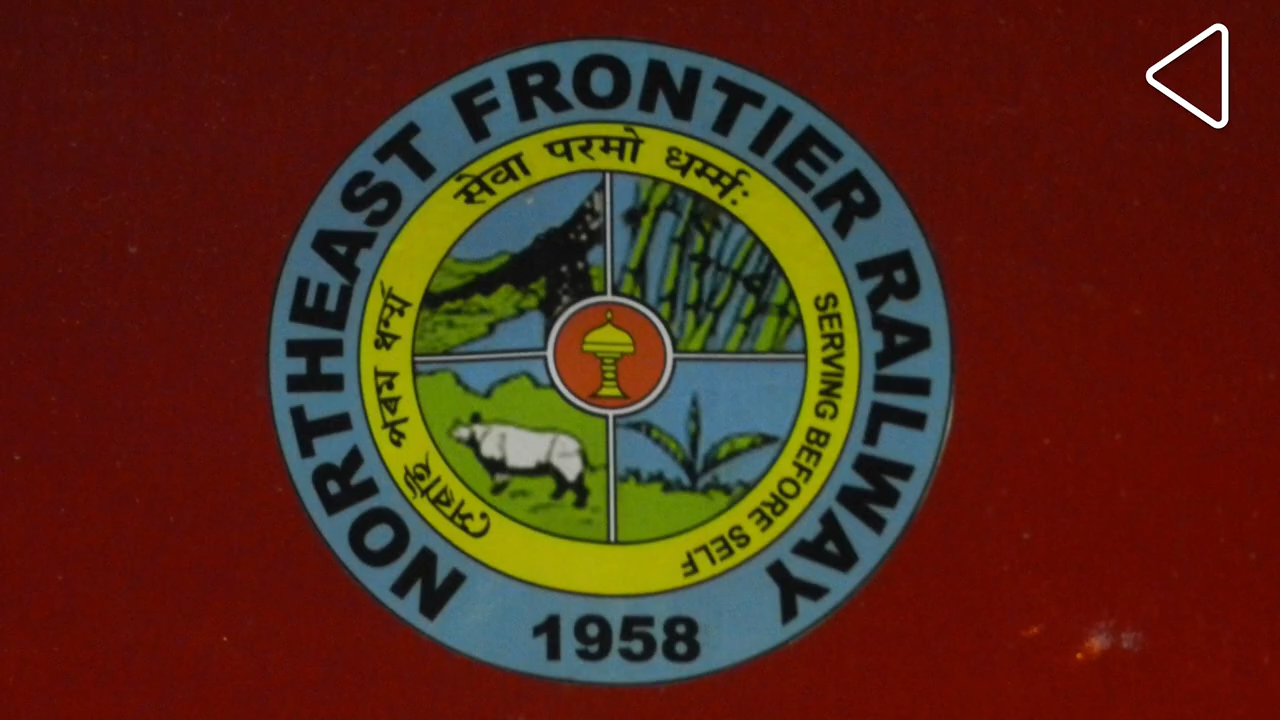 NORTHEAST FRONTIER RAILWAY
सेवा परमो धर्म्मः
সেবাই পৰম ধৰ্ম্ম
SERVING BEFORE SELF
1958